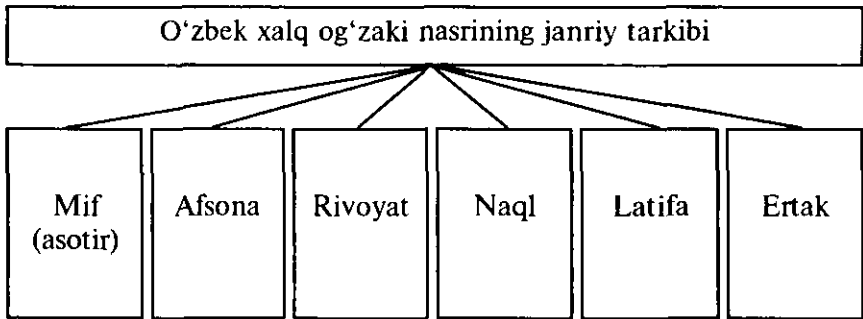 O‘zbek xalq og‘zaki nasrining janriy tarkibi
Mif
(asotir)
Afsona
Rivoyat
Naql
Latifa
Ertak